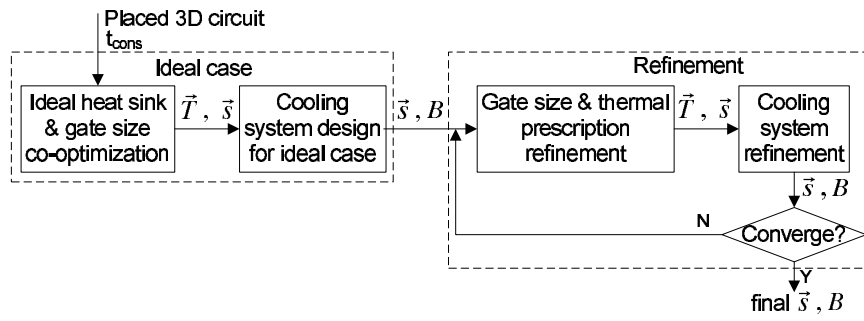 Placed 3D circuit
t_cons
Ideal case
Ideal heat sink
& gate size
co-optimization
T⃗ , s⃗
Cooling
system design
for ideal case
s⃗ , B
Refinement
Gate size & thermal
prescription
refinement
T⃗ , s⃗
Cooling
system
refinement
s⃗ , B
N
Converge?
Y
final s⃗ , B